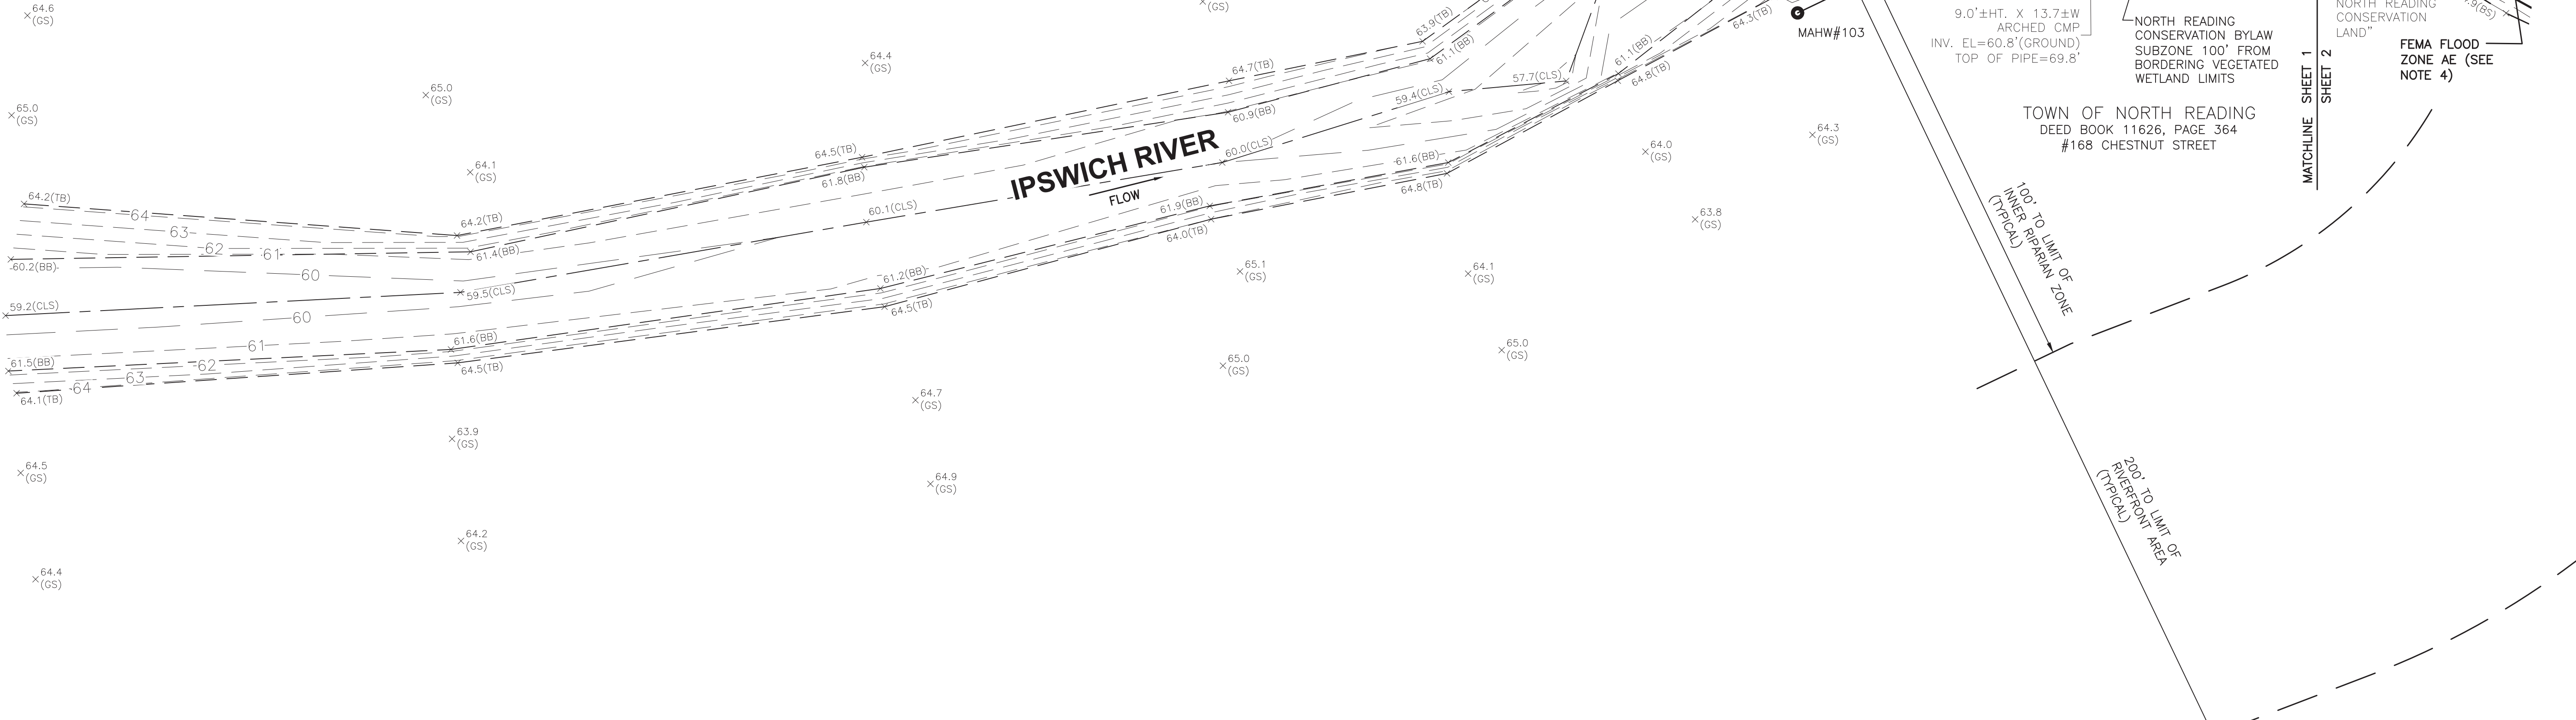 64.6
(GS)
(GS)
63.9(TB)
61.1(BB)
64.3(TB)
MAHW#103
9.0'±HT. X 13.7±W
ARCHED CMP
INV. EL=60.8'(GROUND)
TOP OF PIPE=69.8'
NORTH READING
CONSERVATION BYLAW
SUBZONE 100' FROM
BORDERING VEGETATED
WETLAND LIMITS
NORTH READING
CONSERVATION
LAND"
FEMA FLOOD
ZONE AE (SEE
NOTE 4)
MATCHLINE SHEET 1
SHEET 2
TOWN OF NORTH READING
DEED BOOK 11626, PAGE 364
#168 CHESTNUT STREET
65.0
(GS)
65.0
(GS)
64.4
(GS)
64.7(TB)
60.9(BB)
59.4(CLS)
57.7(CLS)
61.1(BB)
64.8(TB)
64.1
(GS)
64.5(TB)
61.8(BB)
IPSWICH RIVER
FLOW
60.0(CLS)
61.6(BB)
64.8(TB)
64.0
(GS)
64.3
(GS)
64.2(TB)
64
63
62
61
60.2(BB)
60
64.2(TB)
61.4(BB)
59.5(CLS)
60.1(CLS)
61.9(BB)
64.0(TB)
63.8
(GS)
59.2(CLS)
60
61
62
63
64
61.5(BB)
64.1(TB)
61.6(BB)
64.5(TB)
61.2(BB)
64.5(TB)
65.1
(GS)
64.1
(GS)
65.0
(GS)
65.0
(GS)
64.7
(GS)
63.9
(GS)
64.5
(GS)
64.9
(GS)
64.2
(GS)
64.4
(GS)
100' TO LIMIT OF
INNER RIPARIAN ZONE
(TYPICAL)
200' TO LIMIT OF
RIVERFRONT AREA
(TYPICAL)